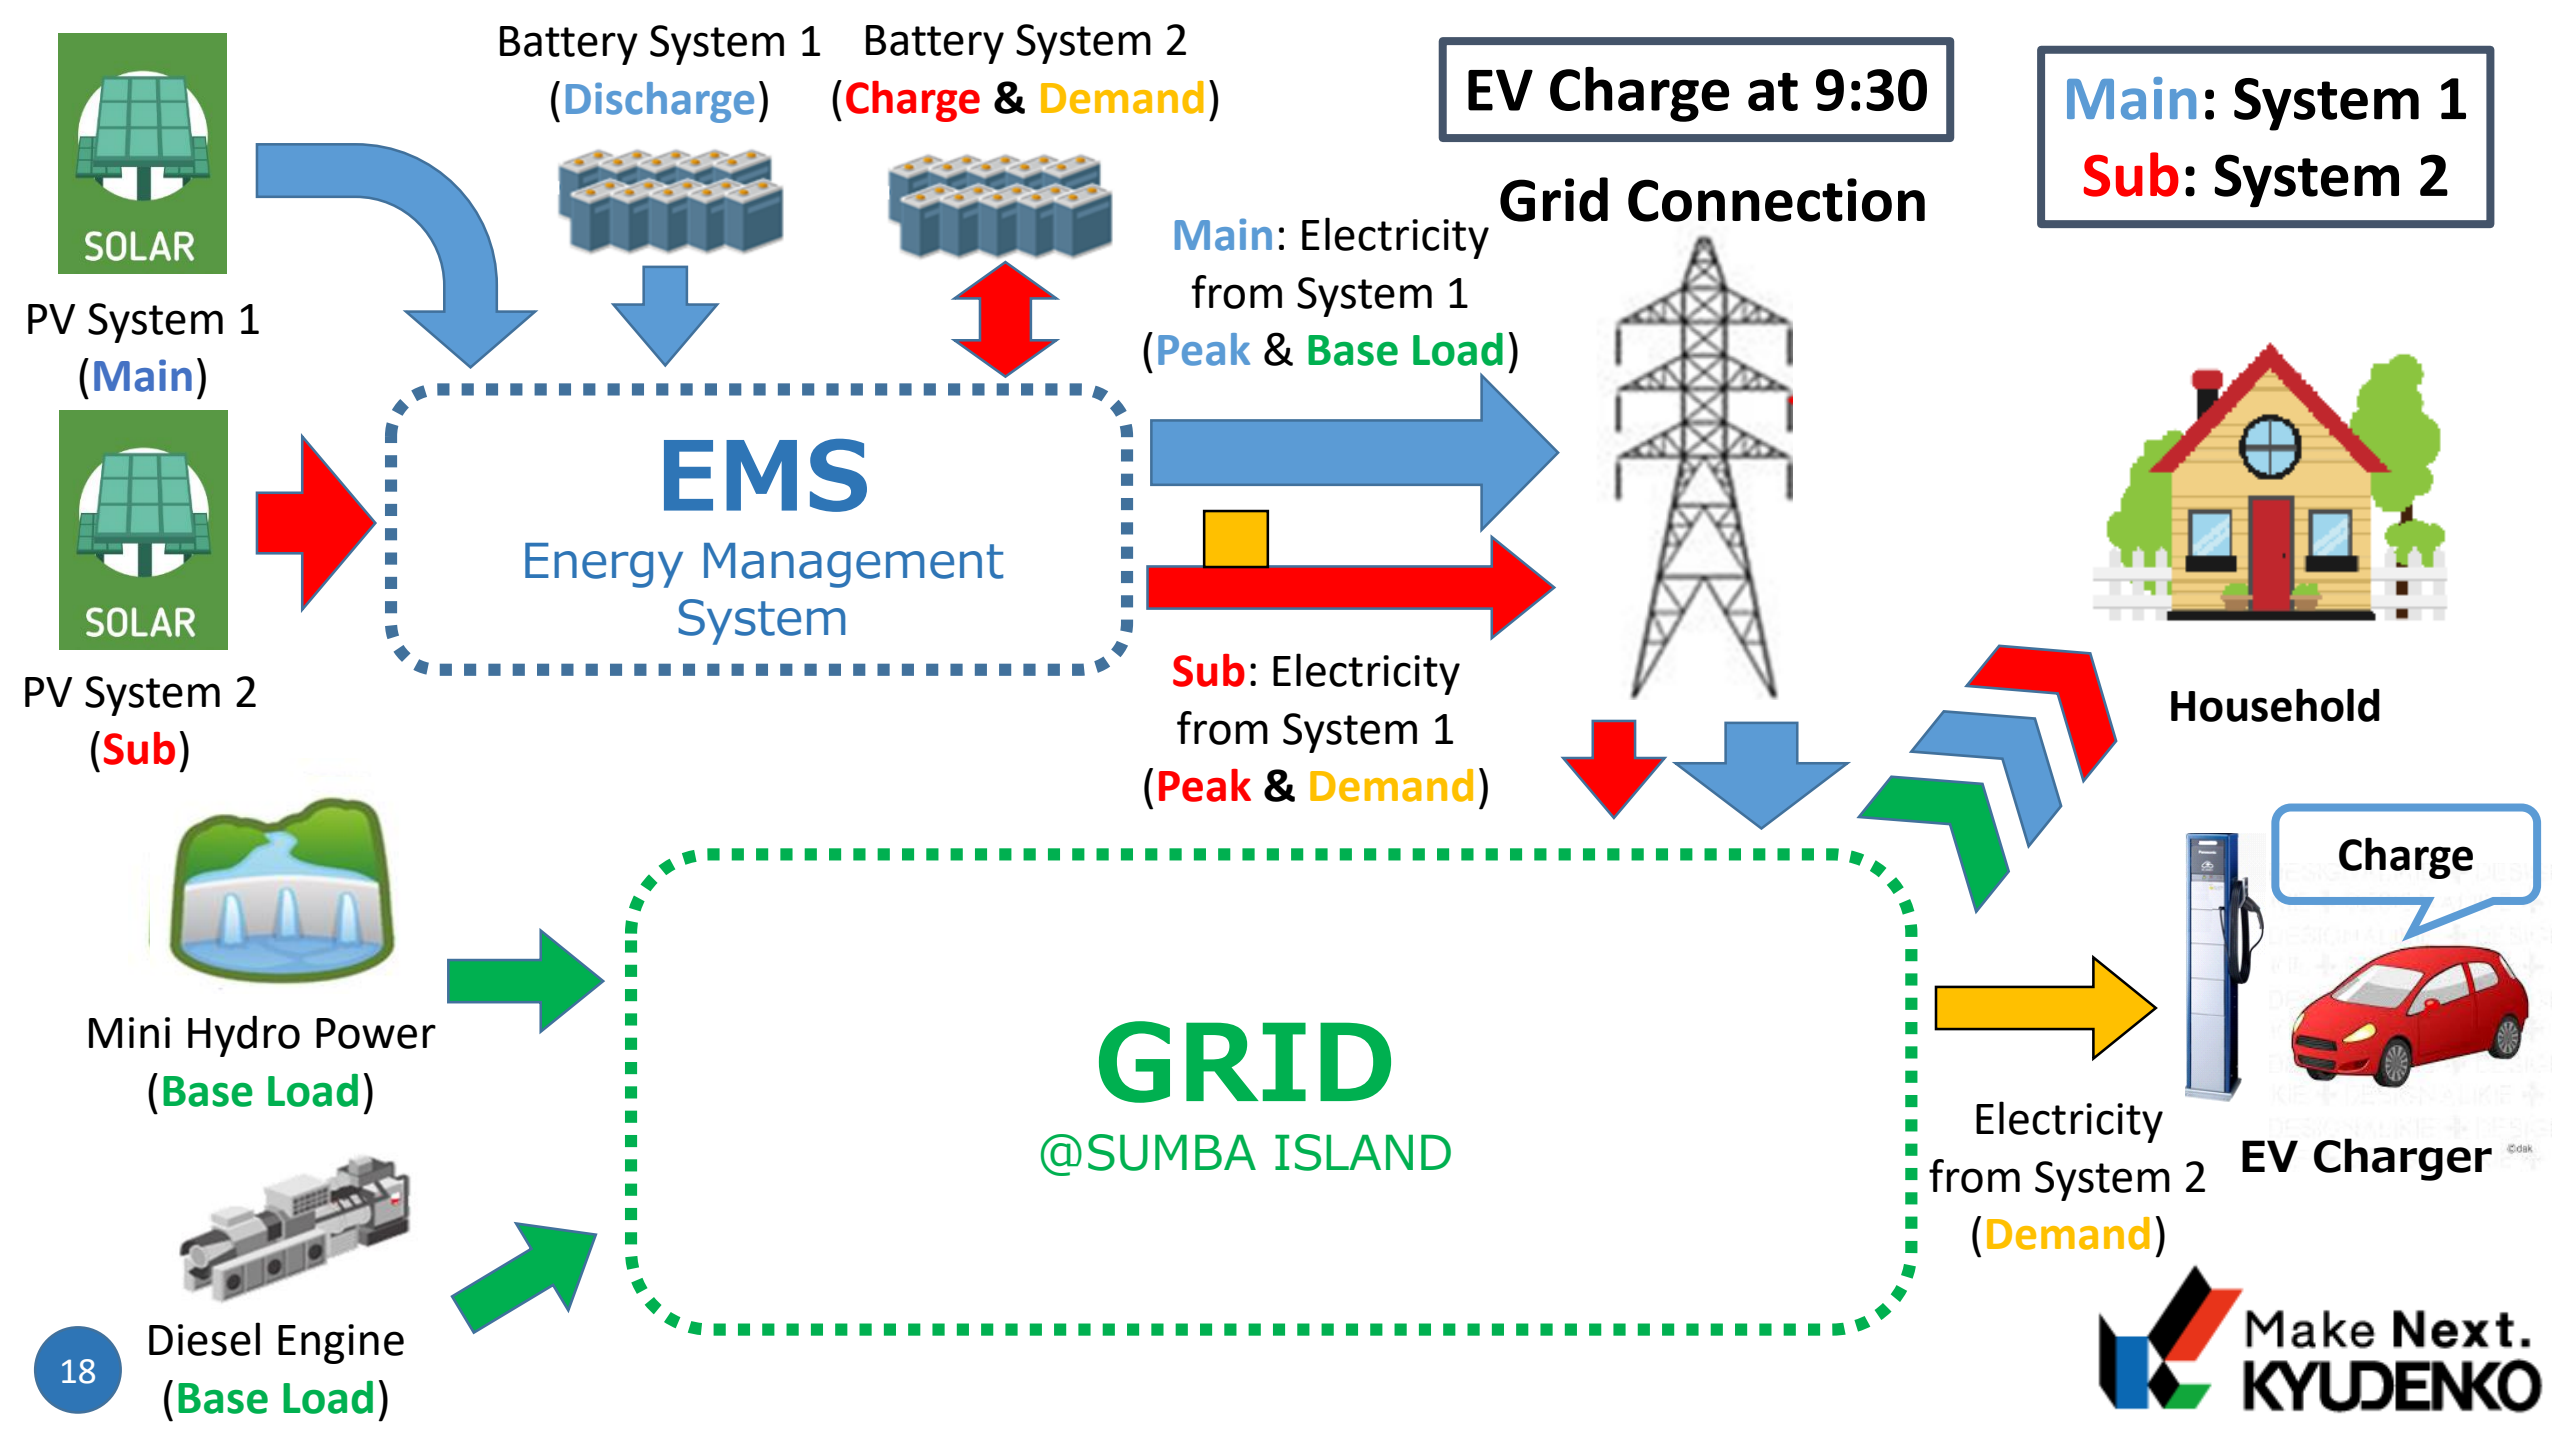 Battery System 1
(Discharge)
Battery System 2
(Charge & Demand)
EV Charge at 9:30
Main: System 1
Sub: System 2
SOLAR
PV System 1
(Main)
Grid Connection
Main: Electricity
from System 1
(Peak & Base Load)
SOLAR
PV System 2
(Sub)
EMS
Energy Management
System
Sub: Electricity
from System 1
(Peak & Demand)
Household
Mini Hydro Power
(Base Load)
Charge
GRID
@SUMBA ISLAND
Electricity
from System 2
(Demand)
EV Charger
©dak
Diesel Engine
(Base Load)
18
Make Next.
KYUDENKO